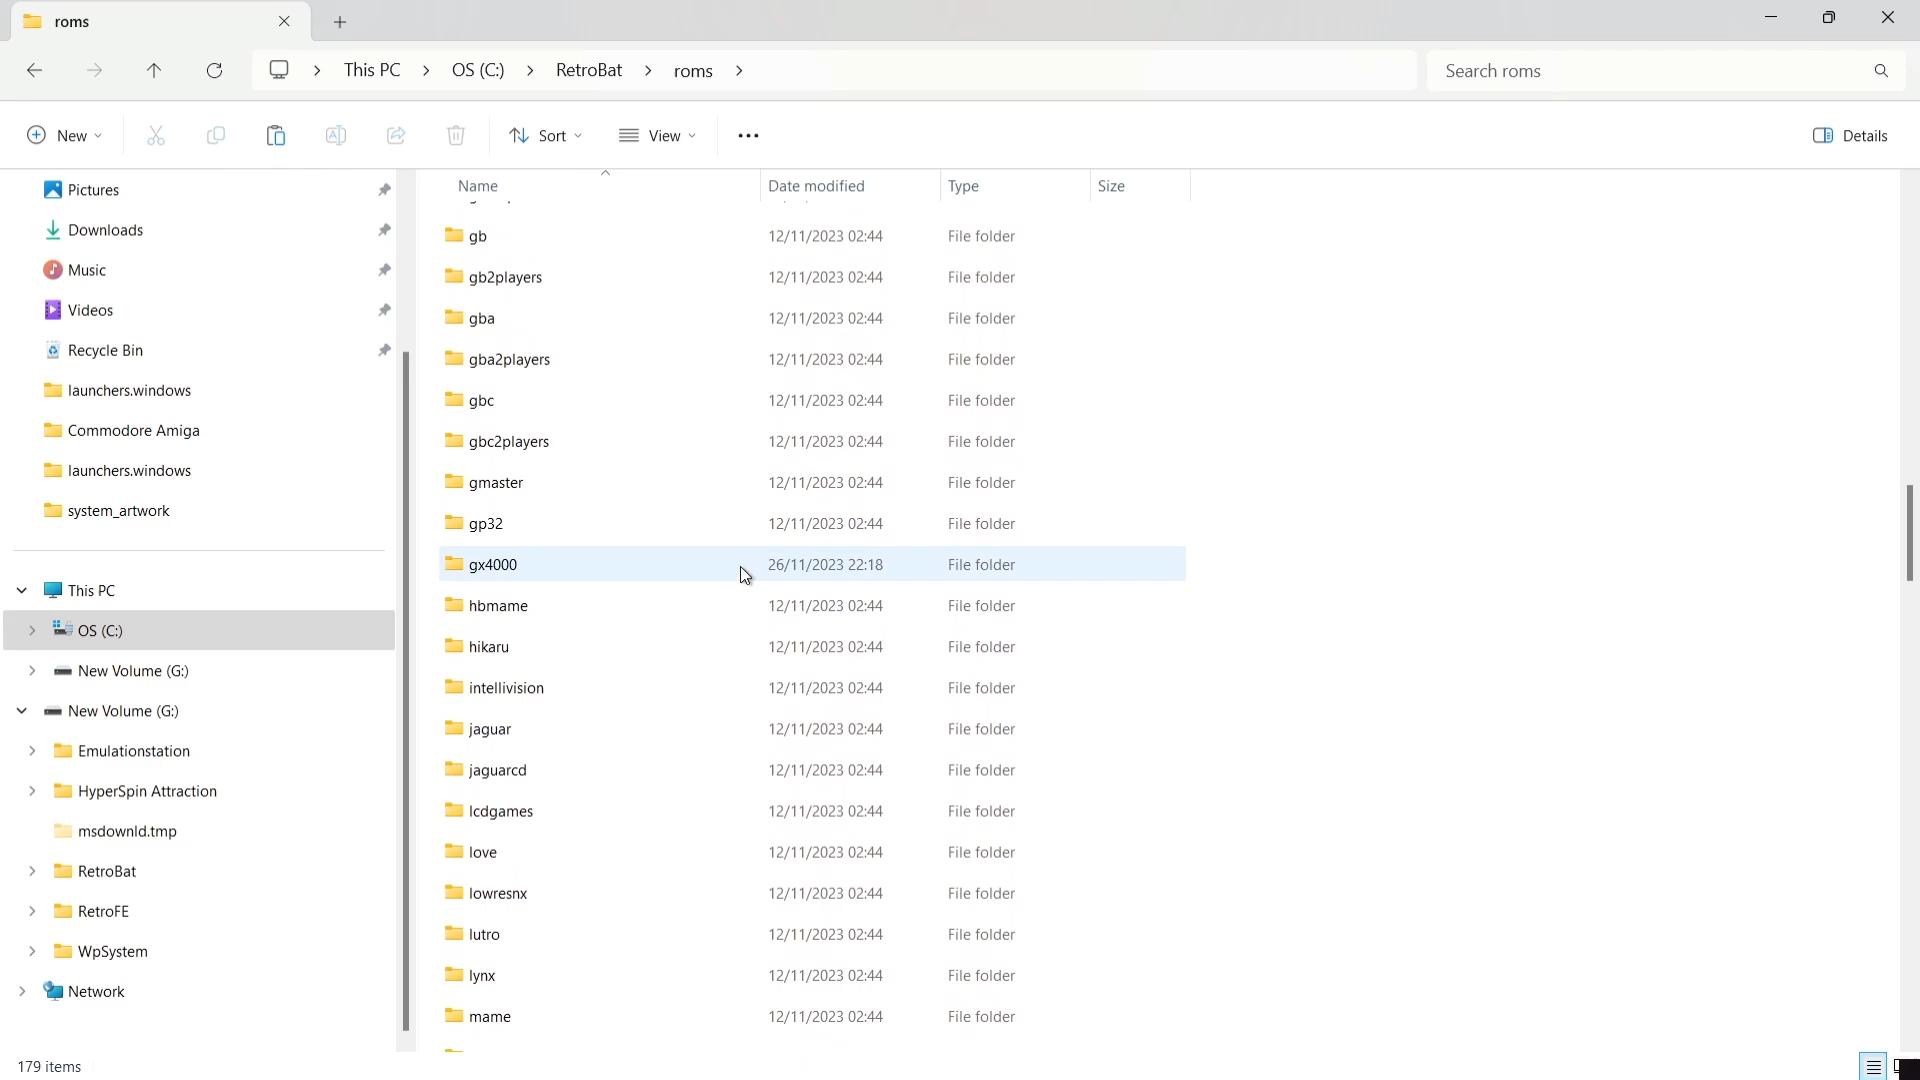 roms
This PC
OS (C:)
RetroBat
roms
Search roms
New
Sort
View
Details
Name
Date modified
Type
Size
Pictures
Downloads
Music
Videos
Recycle Bin
launchers.windows
Commodore Amiga
launchers.windows
system_artwork
This PC
OS (C:)
New Volume (G:)
New Volume (G:)
Emulationstation
HyperSpin Attraction
msdownld.tmp
RetroBat
RetroFE
WpSystem
Network
gb 12/11/2023 02:44 File folder
gb2players 12/11/2023 02:44 File folder
gba 12/11/2023 02:44 File folder
gba2players 12/11/2023 02:44 File folder
gbc 12/11/2023 02:44 File folder
gbc2players 12/11/2023 02:44 File folder
gmaster 12/11/2023 02:44 File folder
gp32 12/11/2023 02:44 File folder
gx4000 26/11/2023 22:18 File folder
hbmame 12/11/2023 02:44 File folder
hikaru 12/11/2023 02:44 File folder
intellivision 12/11/2023 02:44 File folder
jaguar 12/11/2023 02:44 File folder
jaguarcd 12/11/2023 02:44 File folder
lcdgames 12/11/2023 02:44 File folder
love 12/11/2023 02:44 File folder
lowresnx 12/11/2023 02:44 File folder
lutro 12/11/2023 02:44 File folder
lynx 12/11/2023 02:44 File folder
mame 12/11/2023 02:44 File folder
179 items